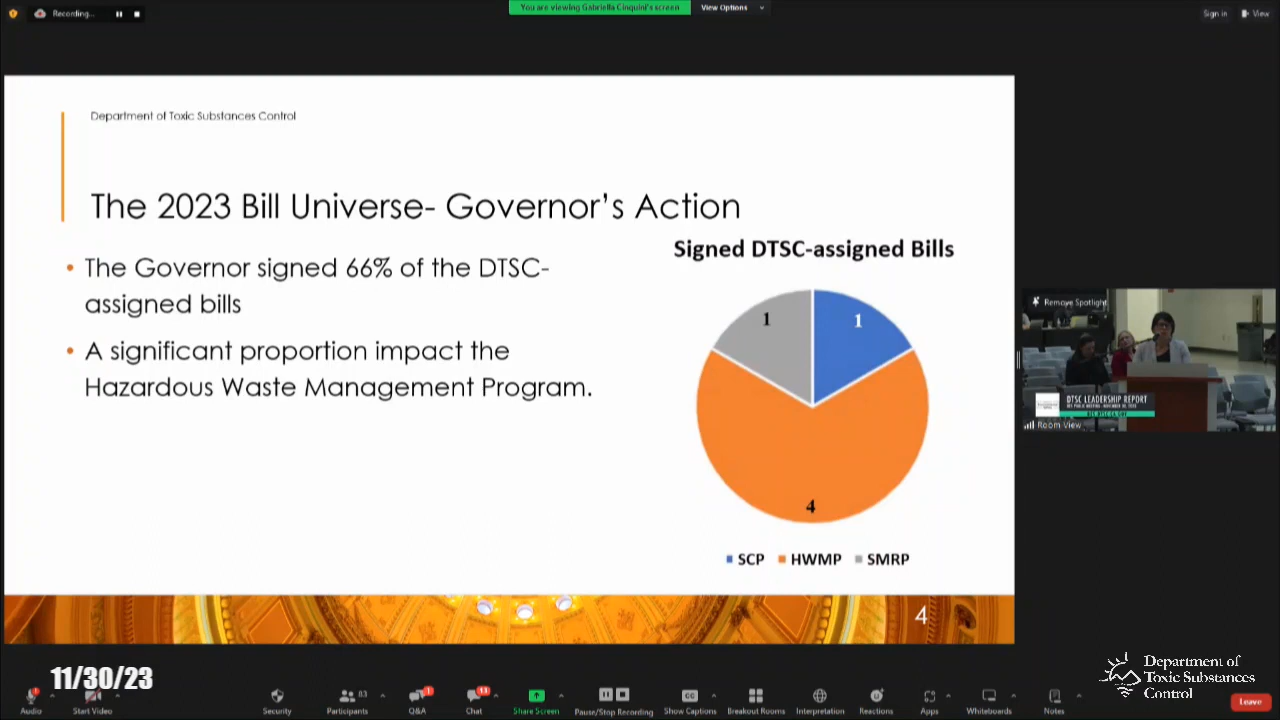 Recording...
You are viewing Gabriella Cinquini's screen
View Options
Sign in
View
Department of Toxic Substances Control
The 2023 Bill Universe- Governor's Action
• The Governor signed 66% of the DTSC-
assigned bills
• A significant proportion impact the
Hazardous Waste Management Program.
Signed DTSC-assigned Bills
1
1
4
SCP HWMP SMRP
4
Remove Spotlight
DTSC LEADERSHIP REPORT
Room View
11/30/23
Department of
Toxic Substances
Control
Audio
Start Video
Security
Participants
83
Q&A
1
Chat
Share Screen
Pause/Stop Recording
Show Captions
Breakout Rooms
Interpretation
Reactions
Apps
Whiteboards
Notes
Leave